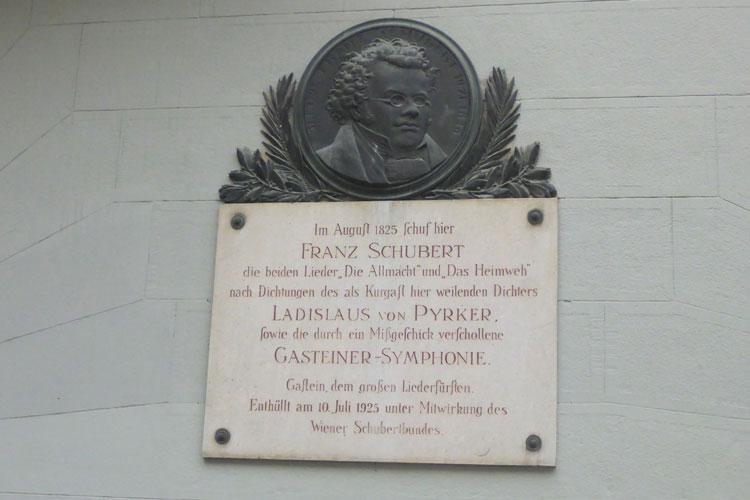 Im August 1825 schuf hier
FRANZ SCHUBERT
die beiden Lieder „Die Allmacht“ und „Das Heimweh“
nach Dichtungen des als Kurgast hier weilenden Dichters
LADISLAUS VON PYRKER,
sowie die durch ein Mißgeschick verschollene
GASTEINER-SYMPHONIE.
Gastein, dem großen Liederfürsten.
Enthüllt am 10. Juli 1925 unter Mitwirkung des
Wiener Schubertbundes.